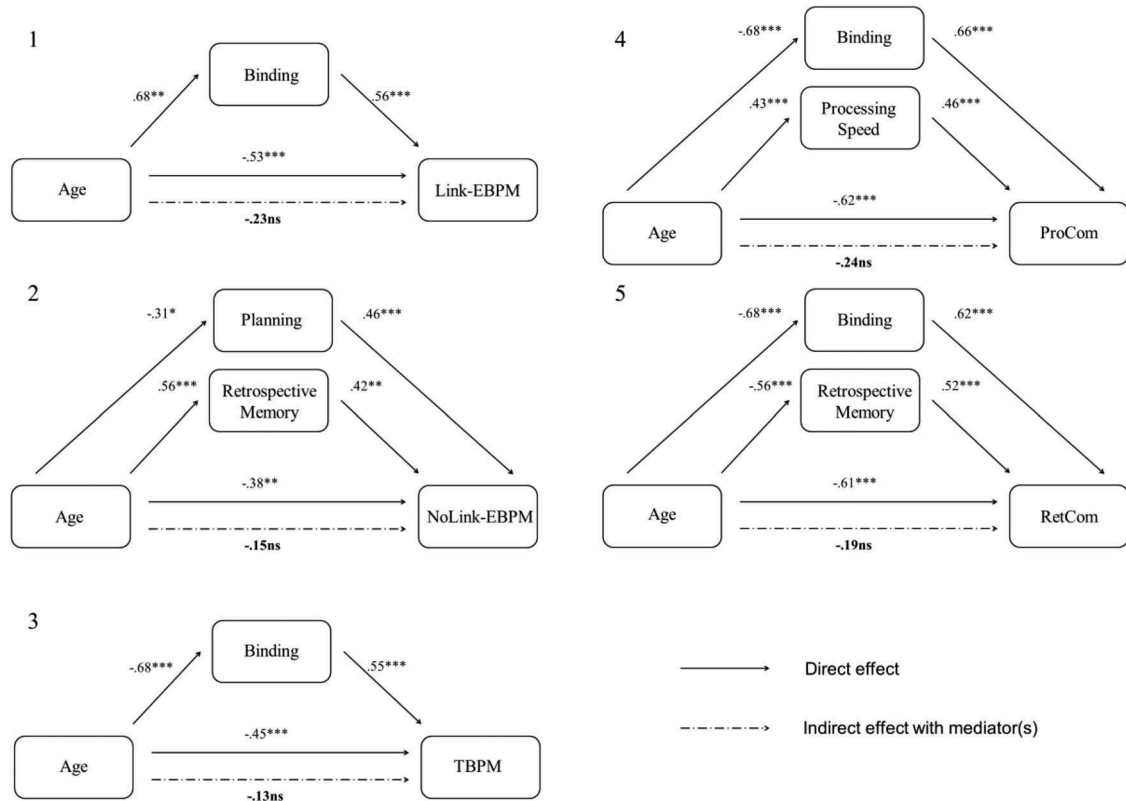 1
Binding
.68**
.56***
-.53***
Age
Link-EBPM
-.23ns
2
Planning
-.31*
.46***
Retrospective
Memory
.56***
.42**
-.38**
Age
NoLink-EBPM
-.15ns
3
Binding
-.68***
.55***
-.45***
Age
TBPM
-.13ns
4
Binding
-.68***
.66***
Processing
Speed
.43***
.46***
-.62***
Age
ProCom
-.24ns
5
Binding
-.68***
.62***
Retrospective
Memory
-.56***
.52***
-.61***
Age
RetCom
-.19ns
Direct effect
Indirect effect with mediator(s)